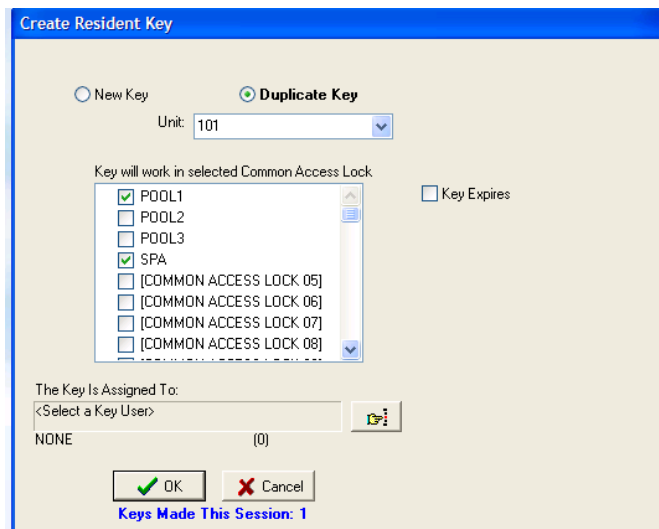 Create Resident Key
New Key Duplicate Key
Unit: 101
Key will work in selected Common Access Lock
POOL1
Key Expires
POOL2
POOL3
SPA
[COMMON ACCESS LOCK 05]
[COMMON ACCESS LOCK 06]
[COMMON ACCESS LOCK 07]
[COMMON ACCESS LOCK 08]
The Key Is Assigned To:
<Select a Key User>
NONE (0)
OK Cancel
Keys Made This Session: 1